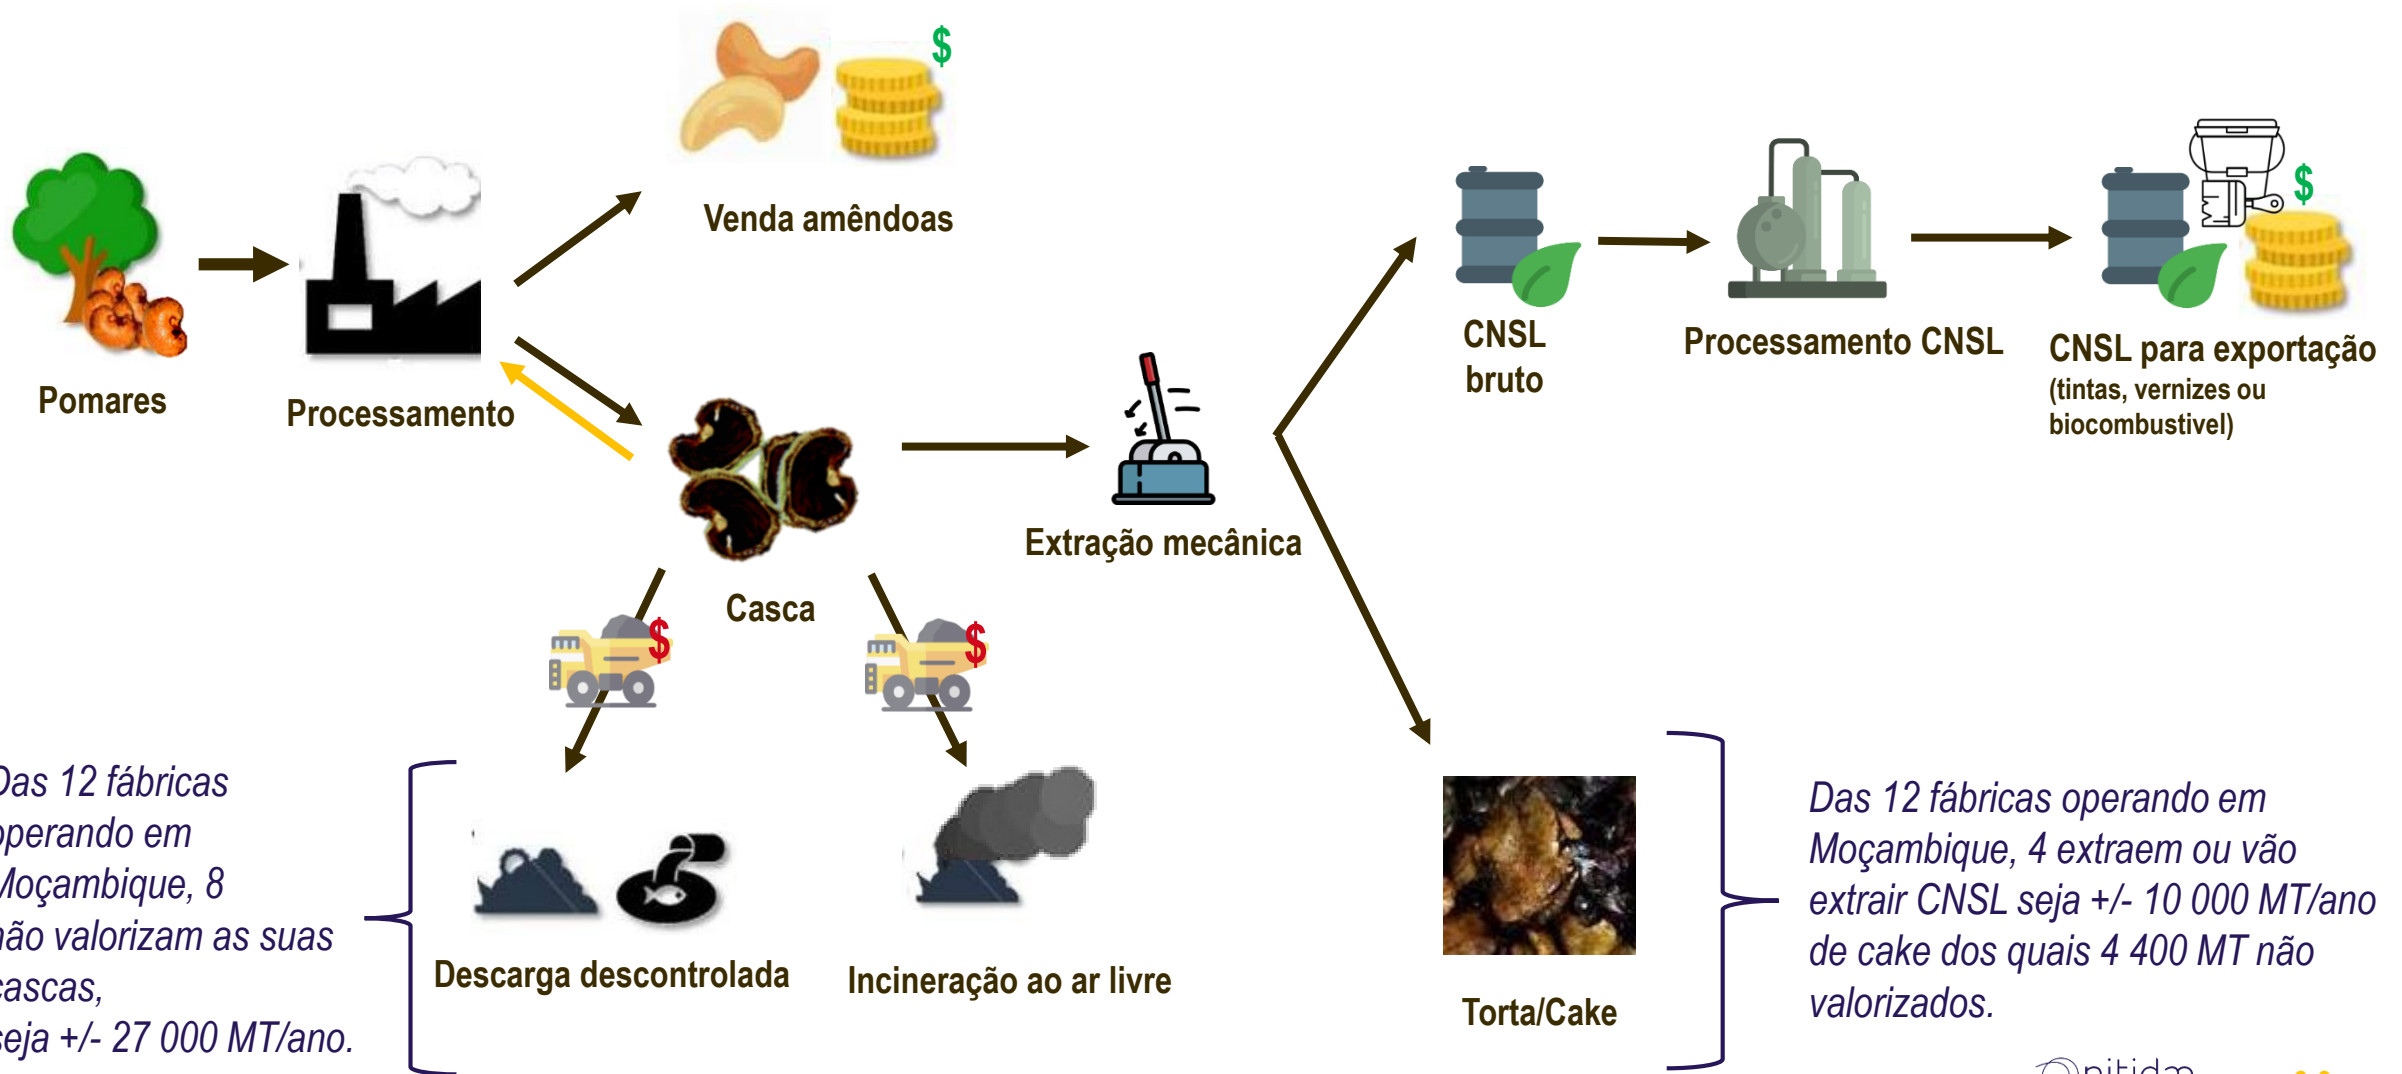 $
Venda amêndoas
Pomares
Processamento
Casca
Extração mecânica
CNSL
bruto
Processamento CNSL
$
CNSL para exportação
(tintas, vernizes ou
biocombustivel)
$
$
Das 12 fábricas
operando em
Moçambique, 8
não valorizam as suas
cascas,
seja +/- 27 000 MT/ano.
Descarga descontrolada
Incineração ao ar livre
Torta/Cake
Das 12 fábricas operando em
Moçambique, 4 extraem ou vão
extrair CNSL seja +/- 10 000 MT/ano
de cake dos quais 4 400 MT não
valorizados.
nitidæ